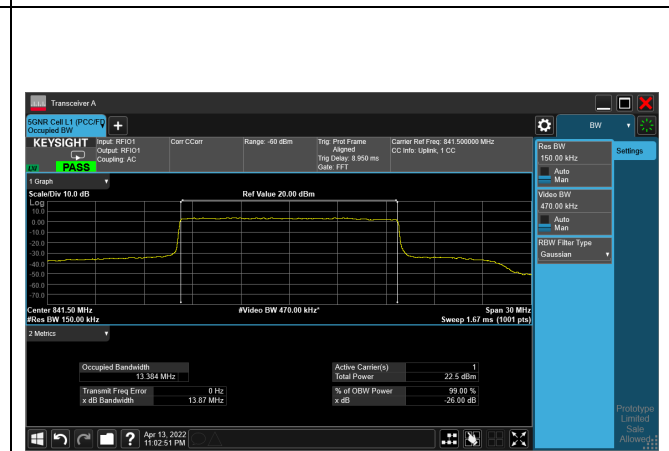 Transceiver A
5GNR Cell L1 (PCC/FD
Occupied BW
BW
KEYSIGHT
Input: RFIO1
Output: RFIO1
Coupling: AC
Corr CCorr
Range: -60 dBm
Trig: Prot Frame
Aligned
Trig Delay: 8.950 ms
Gate: FFT
Carrier Ref Freq: 841.500000 MHz
CC Info: Uplink, 1 CC
PASS
Res BW
150.00 kHz
Auto
Man
Settings
Video BW
470.00 kHz
Auto
Man
RBW Filter Type
Gaussian
1 Graph
Scale/Div 10.0 dB
Ref Value 20.00 dBm
Log
10.0
0.00
-10.0
-20.0
-30.0
-40.0
-50.0
-60.0
-70.0
Center 841.50 MHz
#Video BW 470.00 kHz*
Span 30 MHz
#Res BW 150.00 kHz
Sweep 1.67 ms (1001 pts)
2 Metrics
Occupied Bandwidth
13.384 MHz
Active Carrier(s) 1
Total Power 22.5 dBm
Transmit Freq Error 0 Hz
x dB Bandwidth 13.87 MHz
% of OBW Power 99.00 %
x dB -26.00 dB
Prototype
Limited
Sale
Allowed
Apr 13, 2022
11:02:51 PM